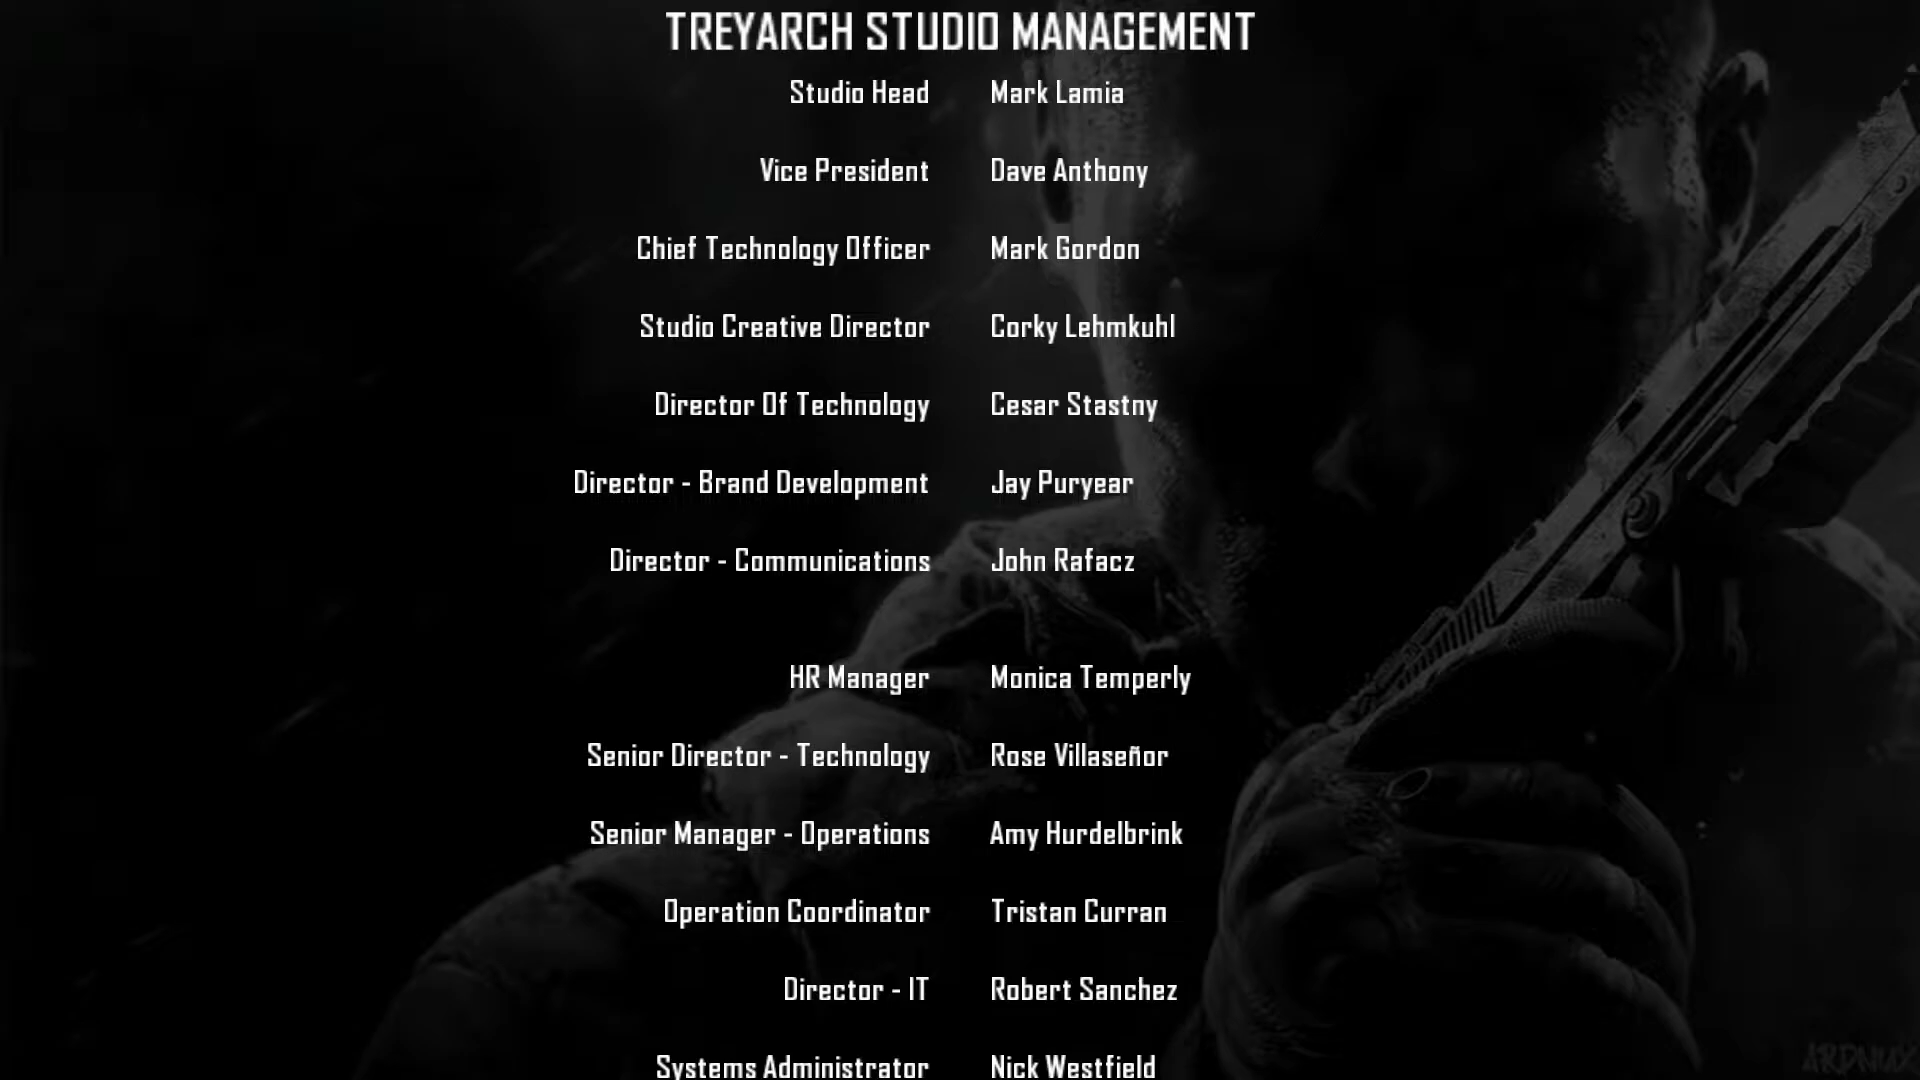 TREYARCH STUDIO MANAGEMENT
Studio Head Mark Lamia
Vice President Dave Anthony
Chief Technology Officer Mark Gordon
Studio Creative Director Corky Lehmkuhl
Director Of Technology Cesar Stastny
Director - Brand Development Jay Puryear
Director - Communications John Rafacz
HR Manager Monica Temperly
Senior Director - Technology Rose Villaseñor
Senior Manager - Operations Amy Hurdelbrink
Operation Coordinator Tristan Curran
Director - IT Robert Sanchez
Systems Administrator Nick Westfield